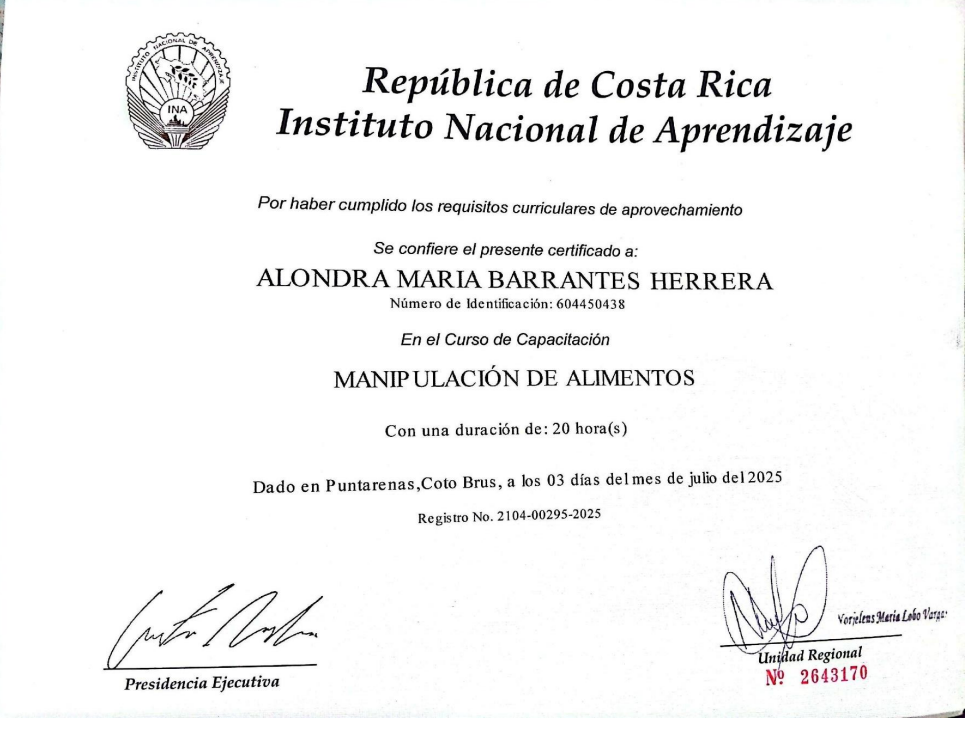 INSTITUTO NACIONAL DE APRENDIZAJE
INA
República de Costa Rica
Instituto Nacional de Aprendizaje
Por haber cumplido los requisitos curriculares de aprovechamiento
Se confiere el presente certificado a:
ALONDRA MARIA BARRANTES HERRERA
Número de Identificación: 604450438
En el Curso de Capacitación
MANIPULACIÓN DE ALIMENTOS
Con una duración de: 20 hora(s)
Dado en Puntarenas,Coto Brus, a los 03 días del mes de julio del 2025
Registro No. 2104-00295-2025
Maria Lobo Vargas
Presidencia Ejecutiva
Unidad Regional
Nº 2643170